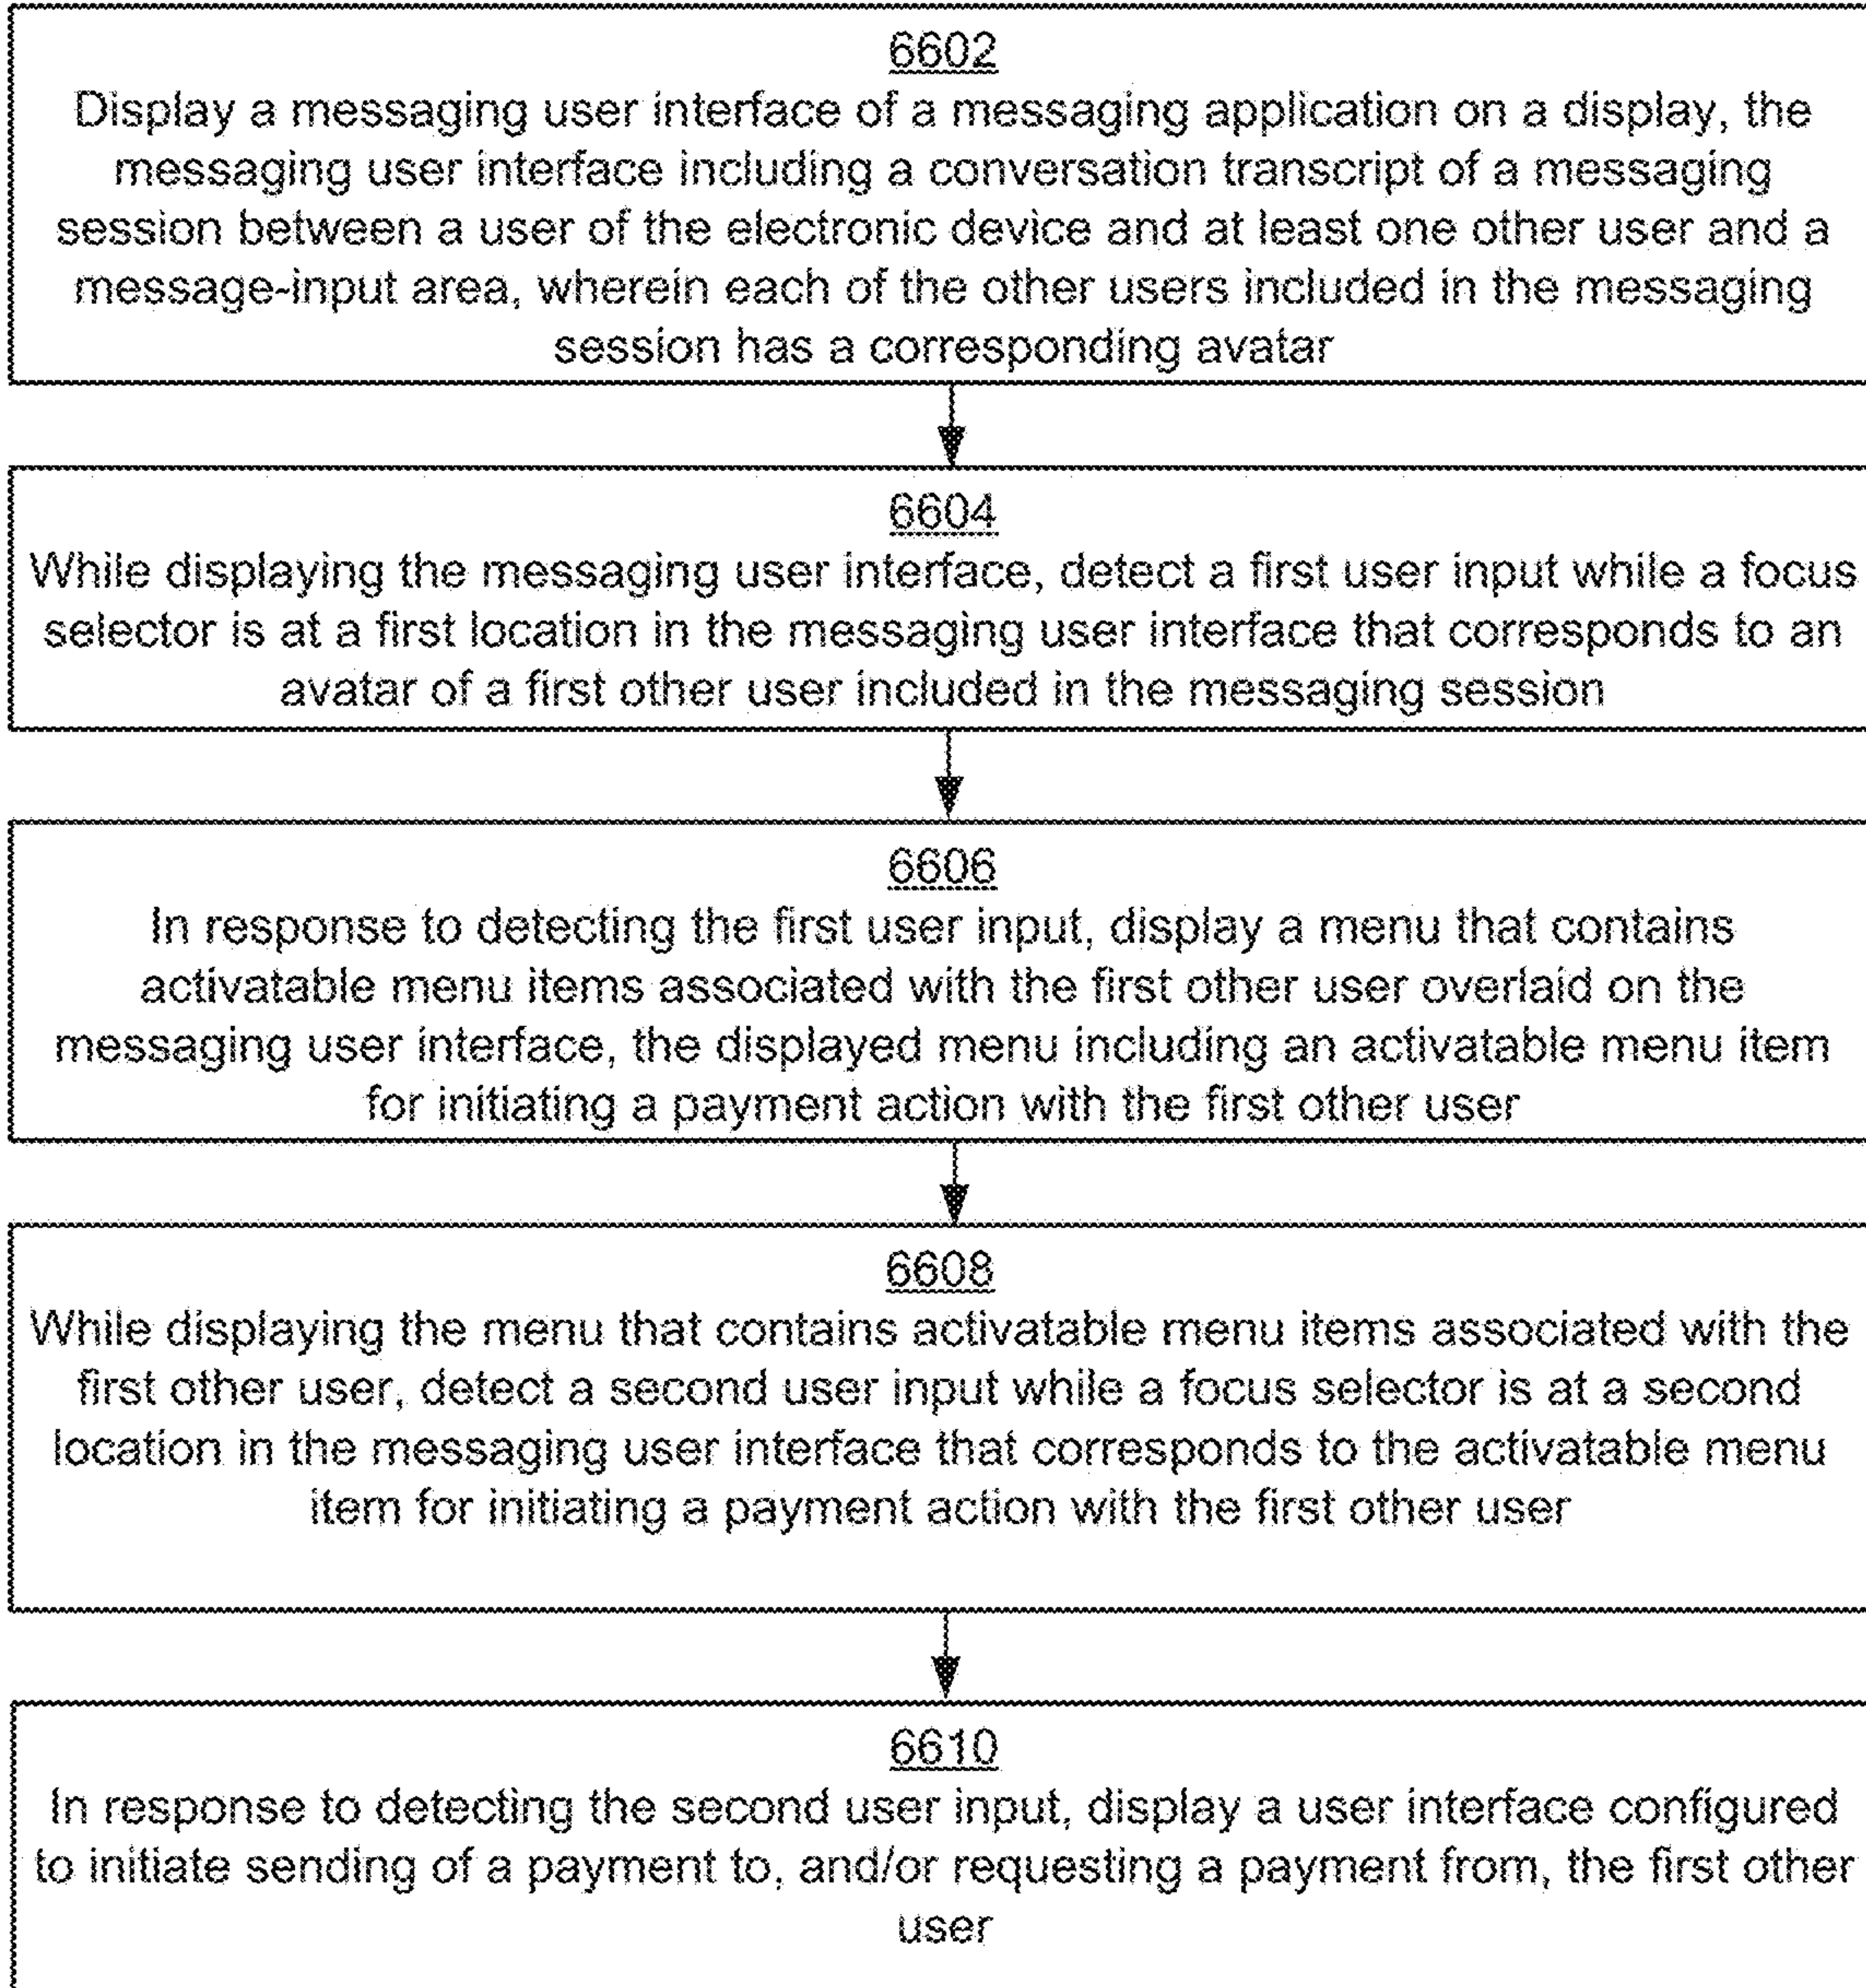 6602
Display a messaging user interface of a messaging application on a display, the
messaging user interface including a conversation transcript of a messaging
session between a user of the electronic device and at least one other user and a
message-input area, wherein each of the other users included in the messaging
session has a corresponding avatar
6604
While displaying the messaging user interface, detect a first user input while a focus
selector is at a first location in the messaging user interface that corresponds to an
avatar of a first other user included in the messaging session
6606
In response to detecting the first user input, display a menu that contains
activatable menu items associated with the first other user overlaid on the
messaging user interface, the displayed menu including an activatable menu item
for initiating a payment action with the first other user
6608
While displaying the menu that contains activatable menu items associated with the
first other user, detect a second user input while a focus selector is at a second
location in the messaging user interface that corresponds to the activatable menu
item for initiating a payment action with the first other user
6610
In response to detecting the second user input, display a user interface configured
to initiate sending of a payment to, and/or requesting a payment from, the first other
user